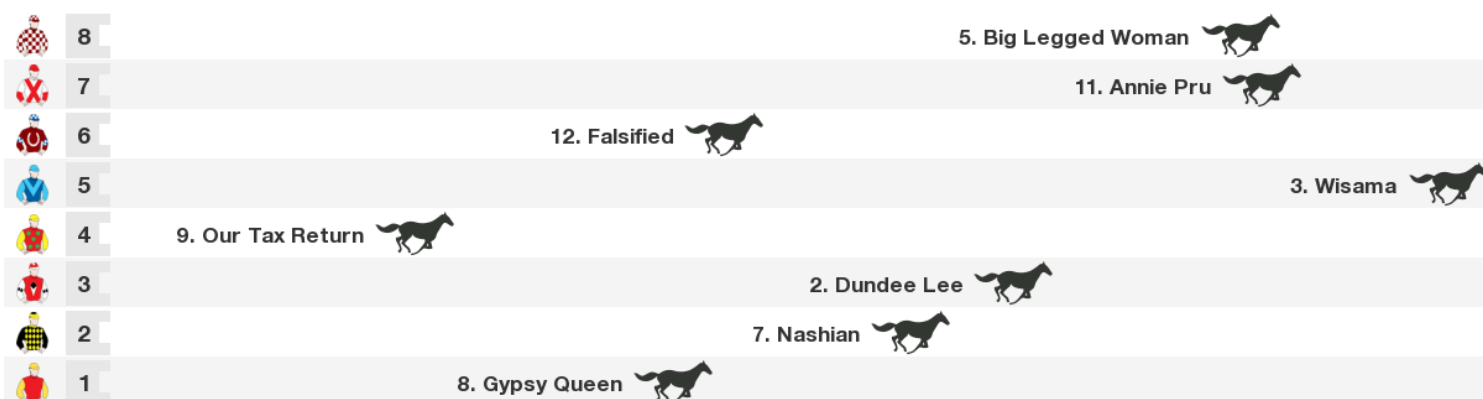 8 5. Big Legged Woman
7 11. Annie Pru
6 12. Falsified
5 3. Wisama
4 9. Our Tax Return
3 2. Dundee Lee
2 7. Nashian
1 8. Gypsy Queen